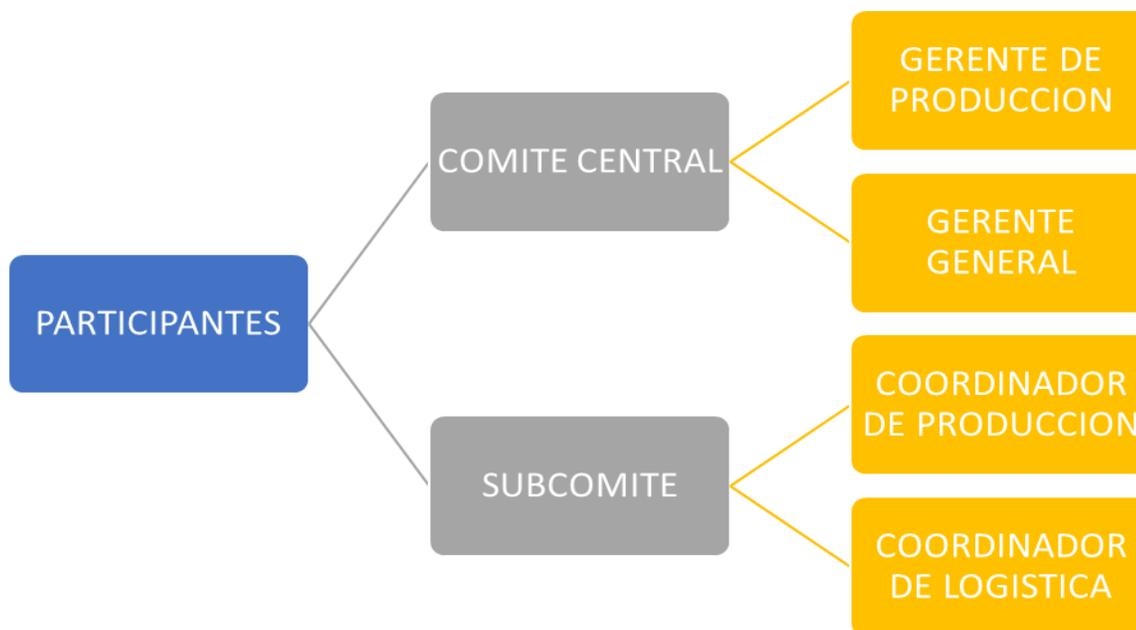 PARTICIPANTES
COMITE CENTRAL
GERENTE DE
PRODUCCION
GERENTE
GENERAL
SUBCOMITE
COORDINADOR
DE PRODUCCION
COORDINADOR
DE LOGISTICA